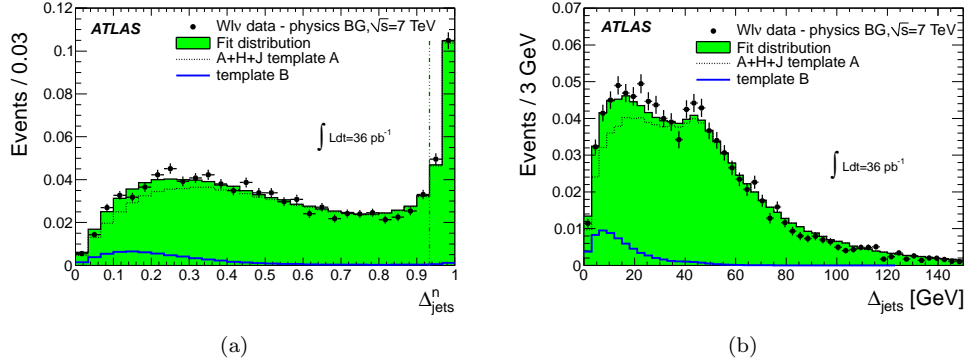 ATLAS
Wlν data - physics BG,√s=7 TeV
Fit distribution
A+H+J template A
template B
∫ Ldt=36 pb⁻¹
Events / 0.03
0.11
0.1
0.08
0.06
0.04
0.02
0
0 0.1 0.2 0.3 0.4 0.5 0.6 0.7 0.8 0.9 1
Δⁿjets
(a)
ATLAS
Wlν data - physics BG,√s=7 TeV
Fit distribution
A+H+J template A
template B
∫ Ldt=36 pb⁻¹
Events / 3 GeV
0.07
0.06
0.05
0.04
0.03
0.02
0.01
0
0 20 40 60 80 100 120 140
Δjets [GeV]
(b)